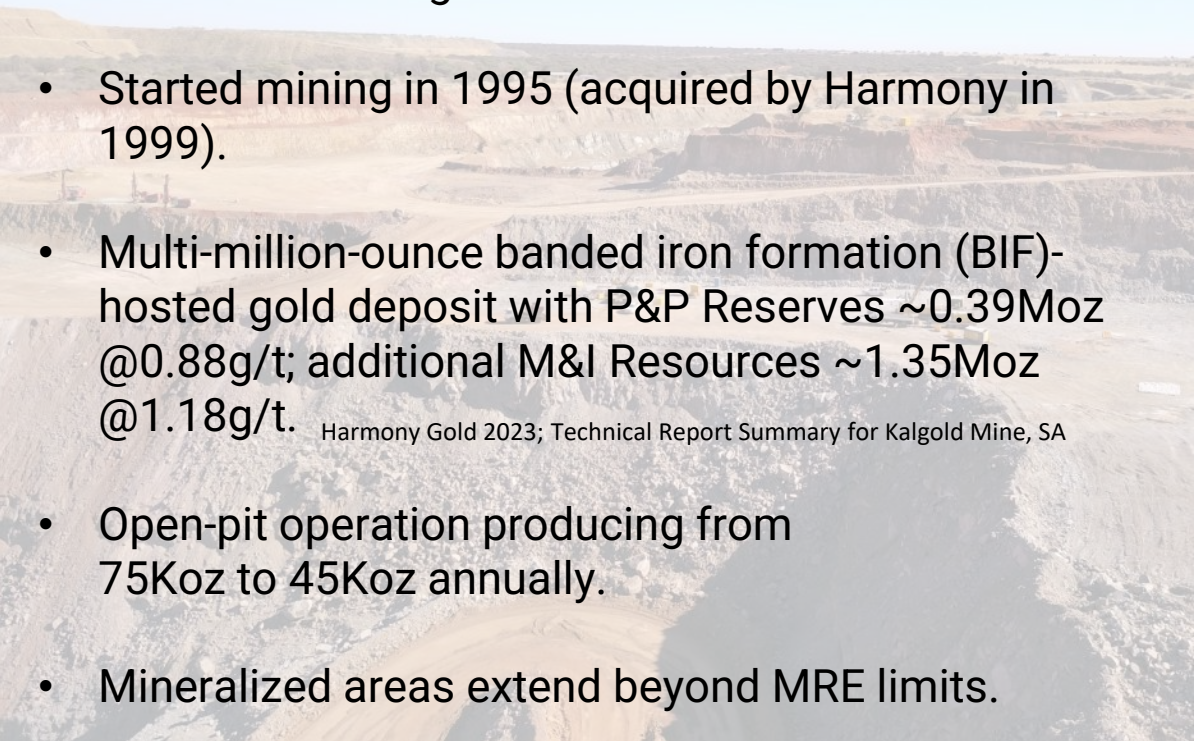 • Started mining in 1995 (acquired by Harmony in
1999).
• Multi-million-ounce banded iron formation (BIF)-
hosted gold deposit with P&P Reserves ~0.39Moz
@0.88g/t; additional M&I Resources ~1.35Moz
@1.18g/t. Harmony Gold 2023; Technical Report Summary for Kalgold Mine, SA
• Open-pit operation producing from
75Koz to 45Koz annually.
• Mineralized areas extend beyond MRE limits.